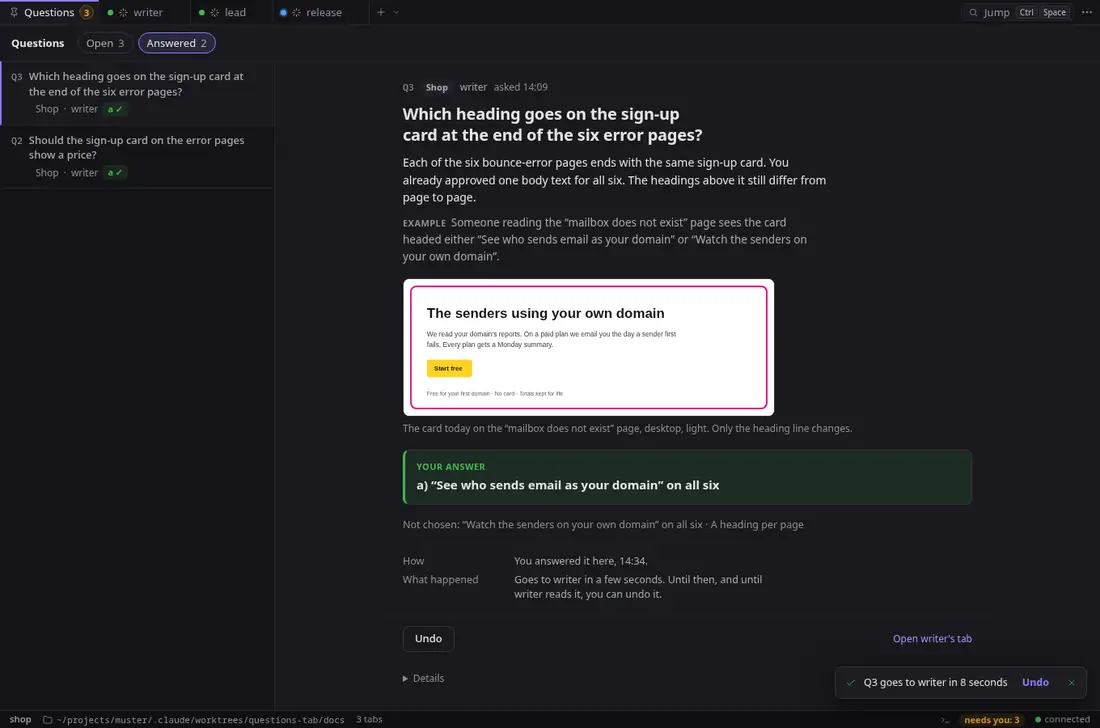 Questions 3 writer lead release + Jump Ctrl Space
Questions Open 3 Answered 2
Q3 Which heading goes on the sign-up card at
the end of the six error pages?
Shop · writer a ✓
Q2 Should the sign-up card on the error pages
show a price?
Shop · writer a ✓
Q3 Shop writer asked 14:09
Which heading goes on the sign-up
card at the end of the six error pages?
Each of the six bounce-error pages ends with the same sign-up card. You
already approved one body text for all six. The headings above it still differ from
page to page.
EXAMPLE Someone reading the “mailbox does not exist” page sees the card
headed either “See who sends email as your domain” or “Watch the senders on
your own domain”.
The senders using your own domain
We read your domain's reports. On a paid plan we email you the day a sender first
fails. Every plan gets a Monday summary.
Start free
Free for your first domain · No card · Totals kept for life
The card today on the “mailbox does not exist” page, desktop, light. Only the heading line changes.
YOUR ANSWER
a) “See who sends email as your domain” on all six
Not chosen: “Watch the senders on your own domain” on all six · A heading per page
How You answered it here, 14:34.
What happened Goes to writer in a few seconds. Until then, and until
writer reads it, you can undo it.
Undo Open writer's tab
Details
Q3 goes to writer in 8 seconds Undo ×
shop ~/projects/muster/.claude/worktrees/questions-tab/docs 3 tabs needs you: 3 connected